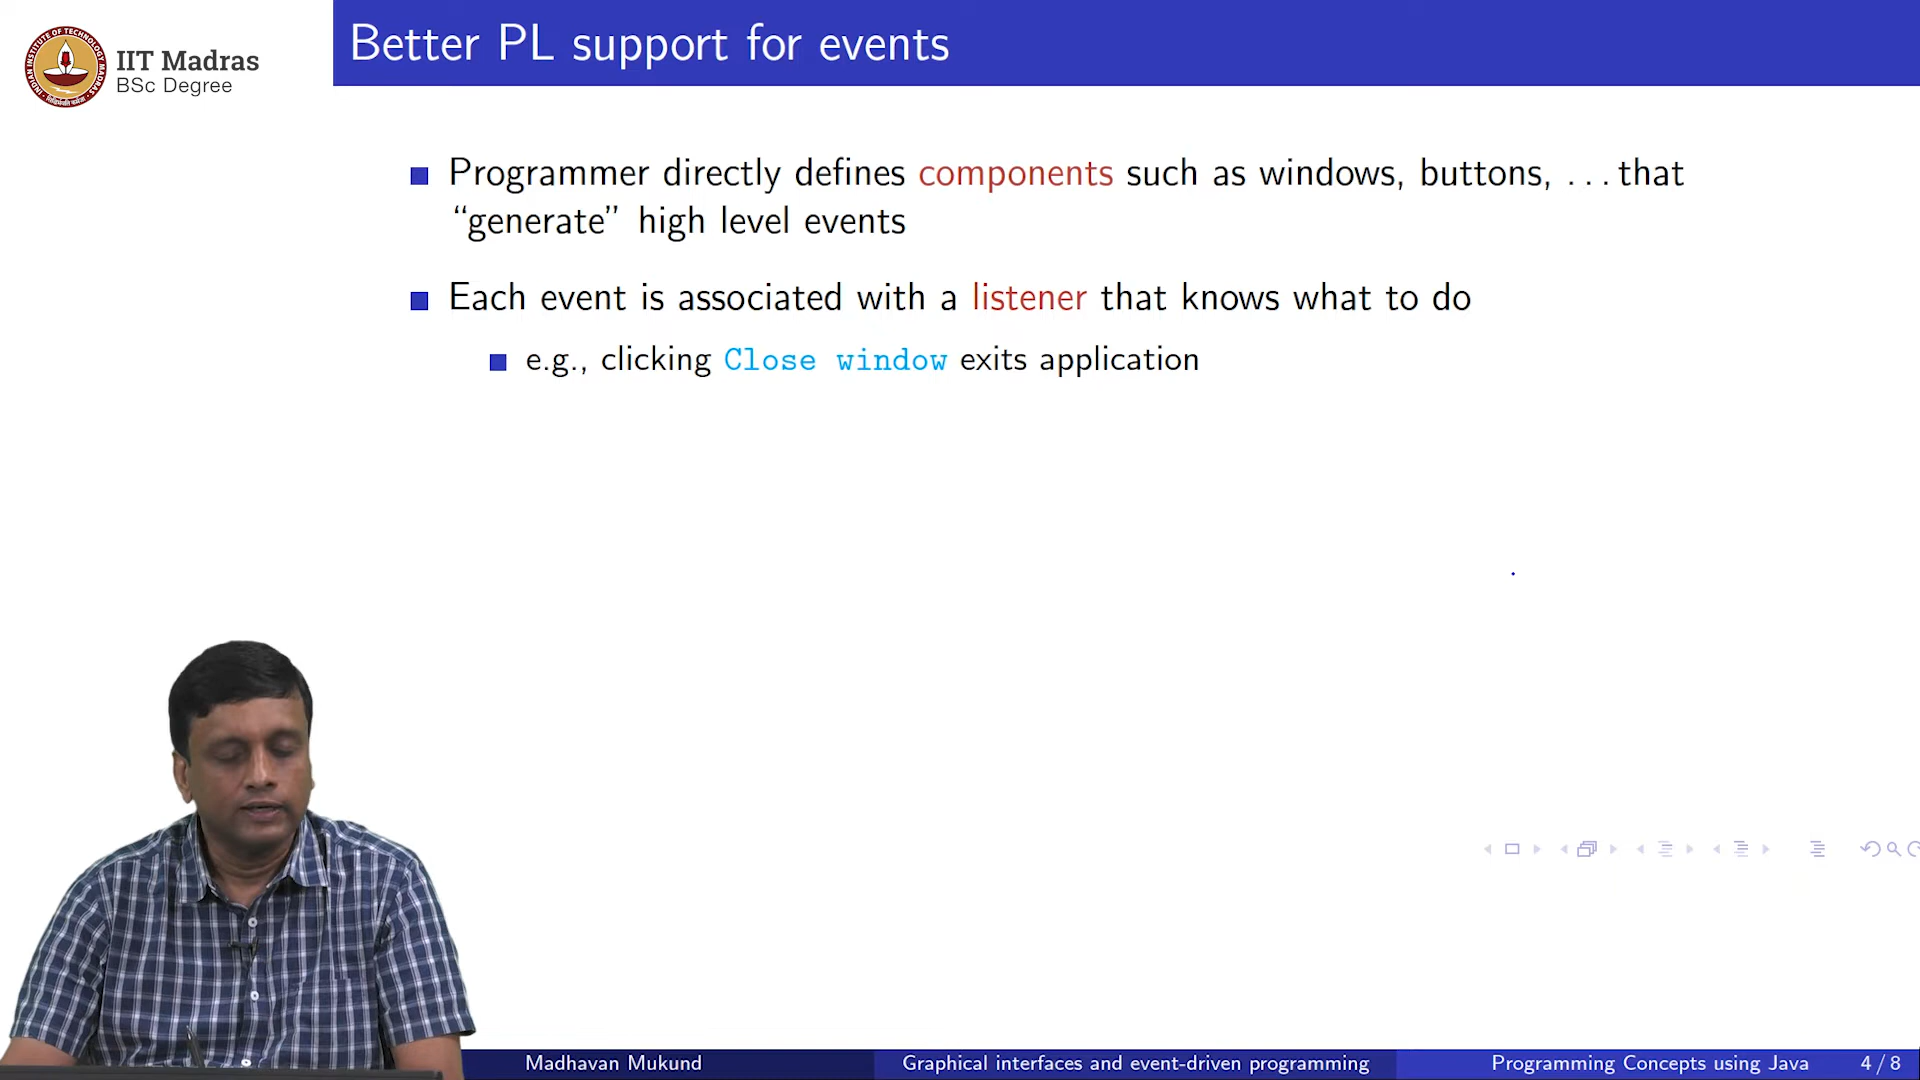 IIT Madras
BSc Degree
Better PL support for events
Programmer directly defines components such as windows, buttons, ... that
“generate” high level events
Each event is associated with a listener that knows what to do
e.g., clicking Close window exits application
Madhavan Mukund
Graphical interfaces and event-driven programming
Programming Concepts using Java
4 / 8